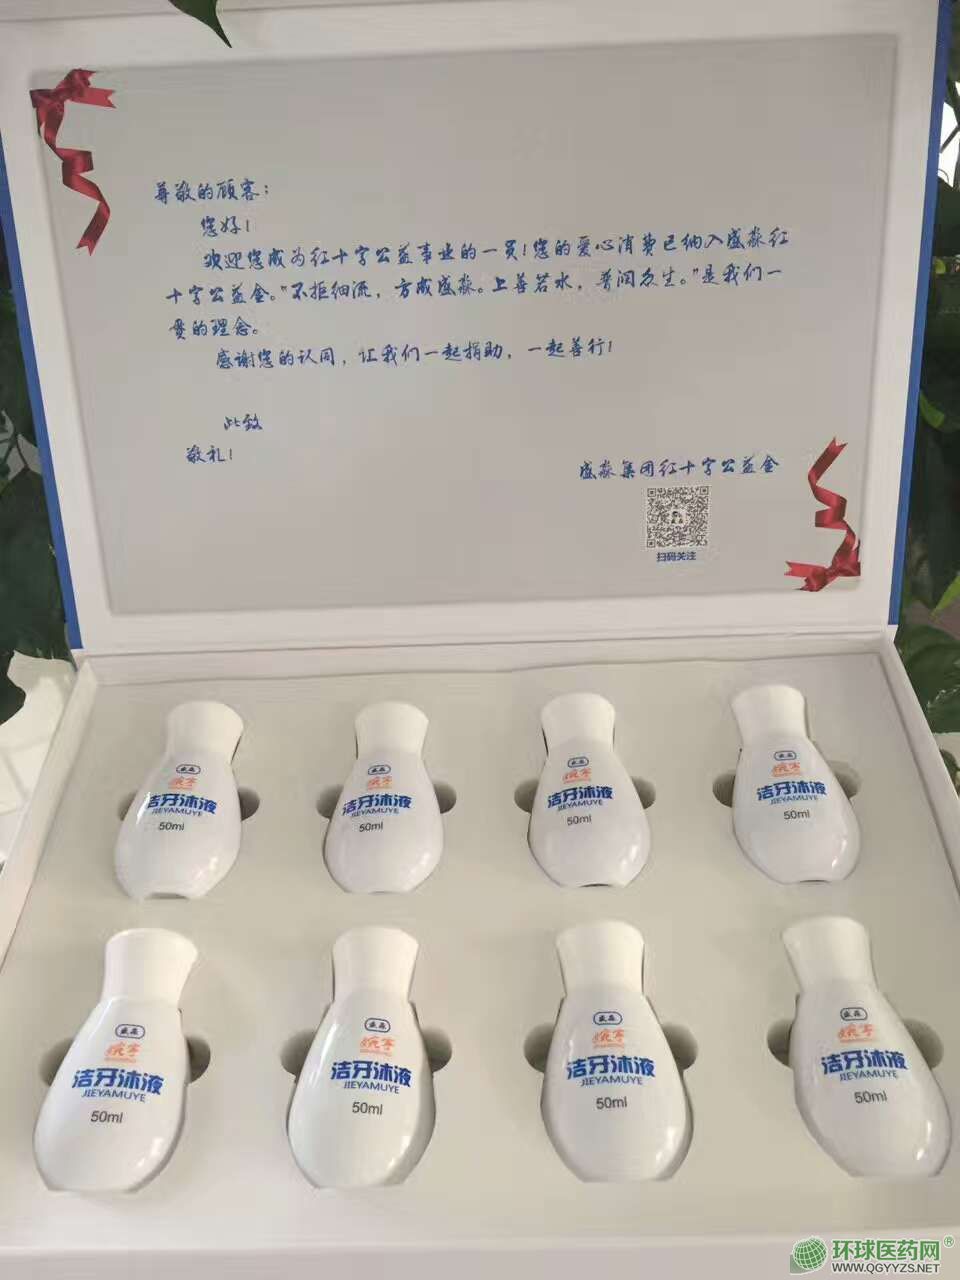 尊敬的顾客：
您好！
欢迎您成为红十字公益事业的一员！您的爱心消费已纳入盛淼红
十字公益金。"不拒细流，方成盛淼。上善若水，普润众生。"是我们一
贯的理念。
感谢您的认同，让我们一起捐助，一起善行！
此致
敬礼！
盛淼集团红十字公益金
扫码关注
洁牙沐液
JIEYAMUYE
50ml
洁牙沐液
JIEYAMUYE
50ml
洁牙沐液
JIEYAMUYE
50ml
洁牙沐液
JIEYAMUYE
50ml
洁牙沐液
JIEYAMUYE
50ml
洁牙沐液
JIEYAMUYE
50ml
洁牙沐液
JIEYAMUYE
50ml
洁牙沐液
JIEYAMUYE
50ml
环球医药网®
WWW.QGYYZS.NET